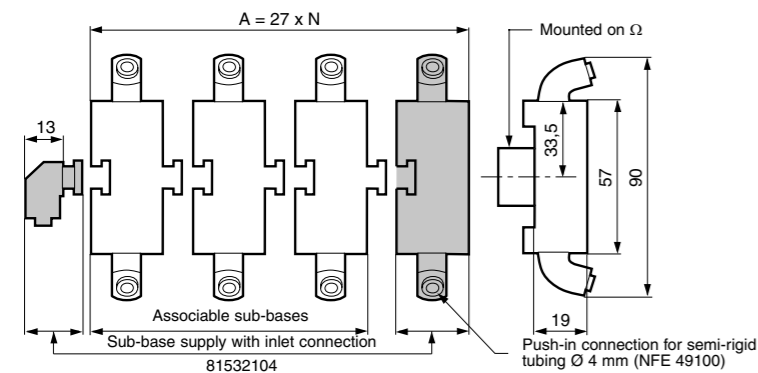 A = 27 x N
Mounted on Ω
13
33,5
57
90
Associable sub-bases
19
Sub-base supply with inlet connection
81532104
Push-in connection for semi-rigid
tubing Ø 4 mm (NFE 49100)